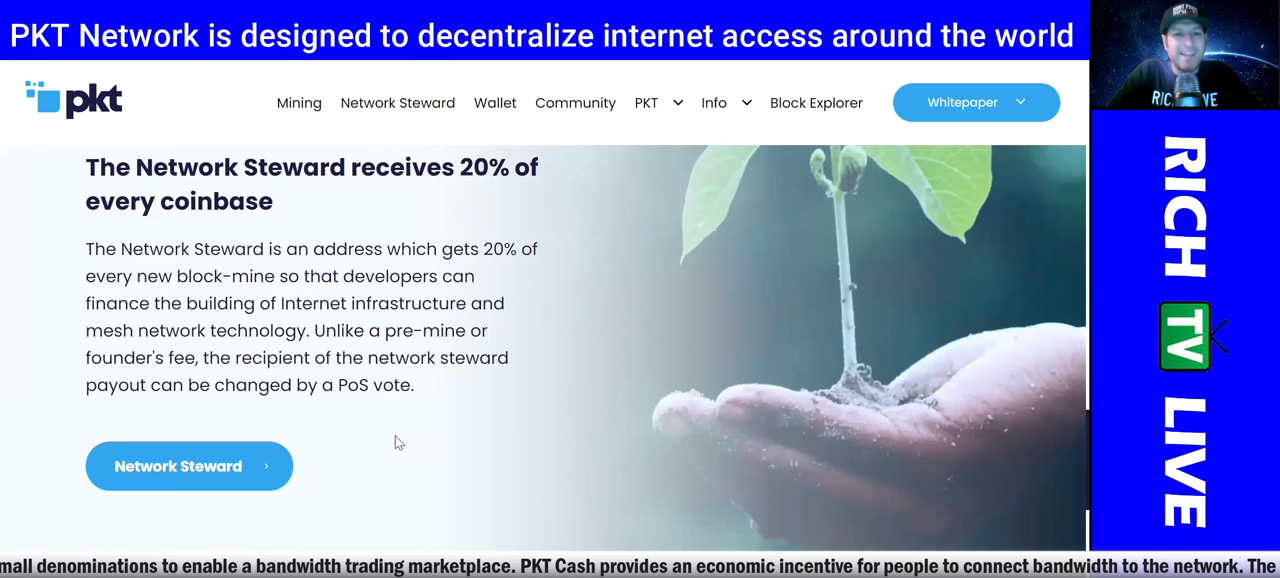 PKT Network is designed to decentralize internet access around the world
pkt
Mining Network Steward Wallet Community PKT Info Block Explorer Whitepaper
The Network Steward receives 20% of
every coinbase
The Network Steward is an address which gets 20% of
every new block-mine so that developers can
finance the building of Internet infrastructure and
mesh network technology. Unlike a pre-mine or
founder's fee, the recipient of the network steward
payout can be changed by a PoS vote.
Network Steward
RICH TV LIVE
denominations to enable a bandwidth trading marketplace. PKT Cash provides an economic incentive for people to connect bandwidth to the network. The